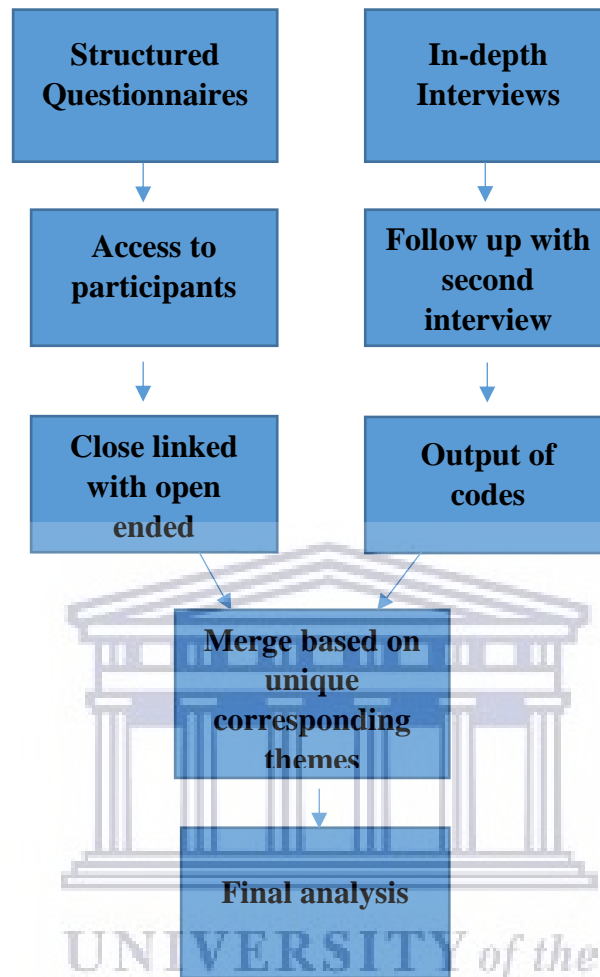 Structured
Questionnaires
In-depth
Interviews
Access to
participants
Follow up with
second
interview
Close linked
with open
ended
Output of
codes
Merge based on
unique
corresponding
themes
Final analysis
UNIVERSITY of the